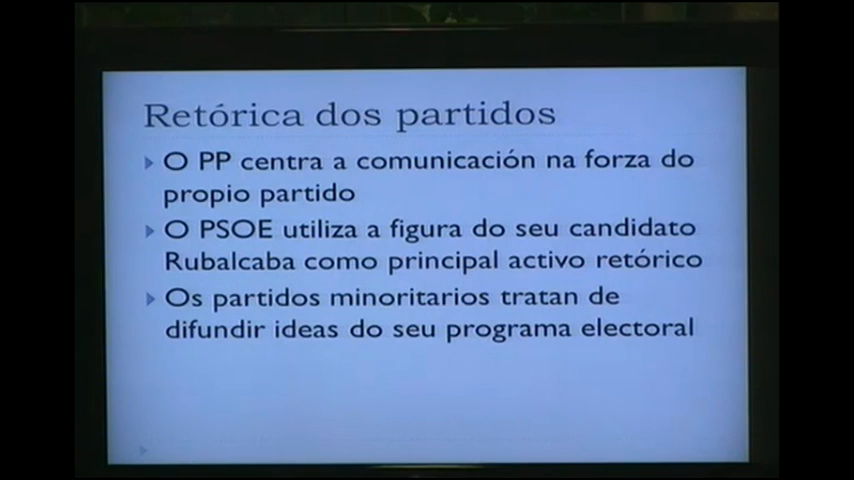 Retórica dos partidos
O PP centra a comunicación na forza do
propio partido
O PSOE utiliza a figura do seu candidato
Rubalcaba como principal activo retórico
Os partidos minoritarios tratan de
difundir ideas do seu programa electoral